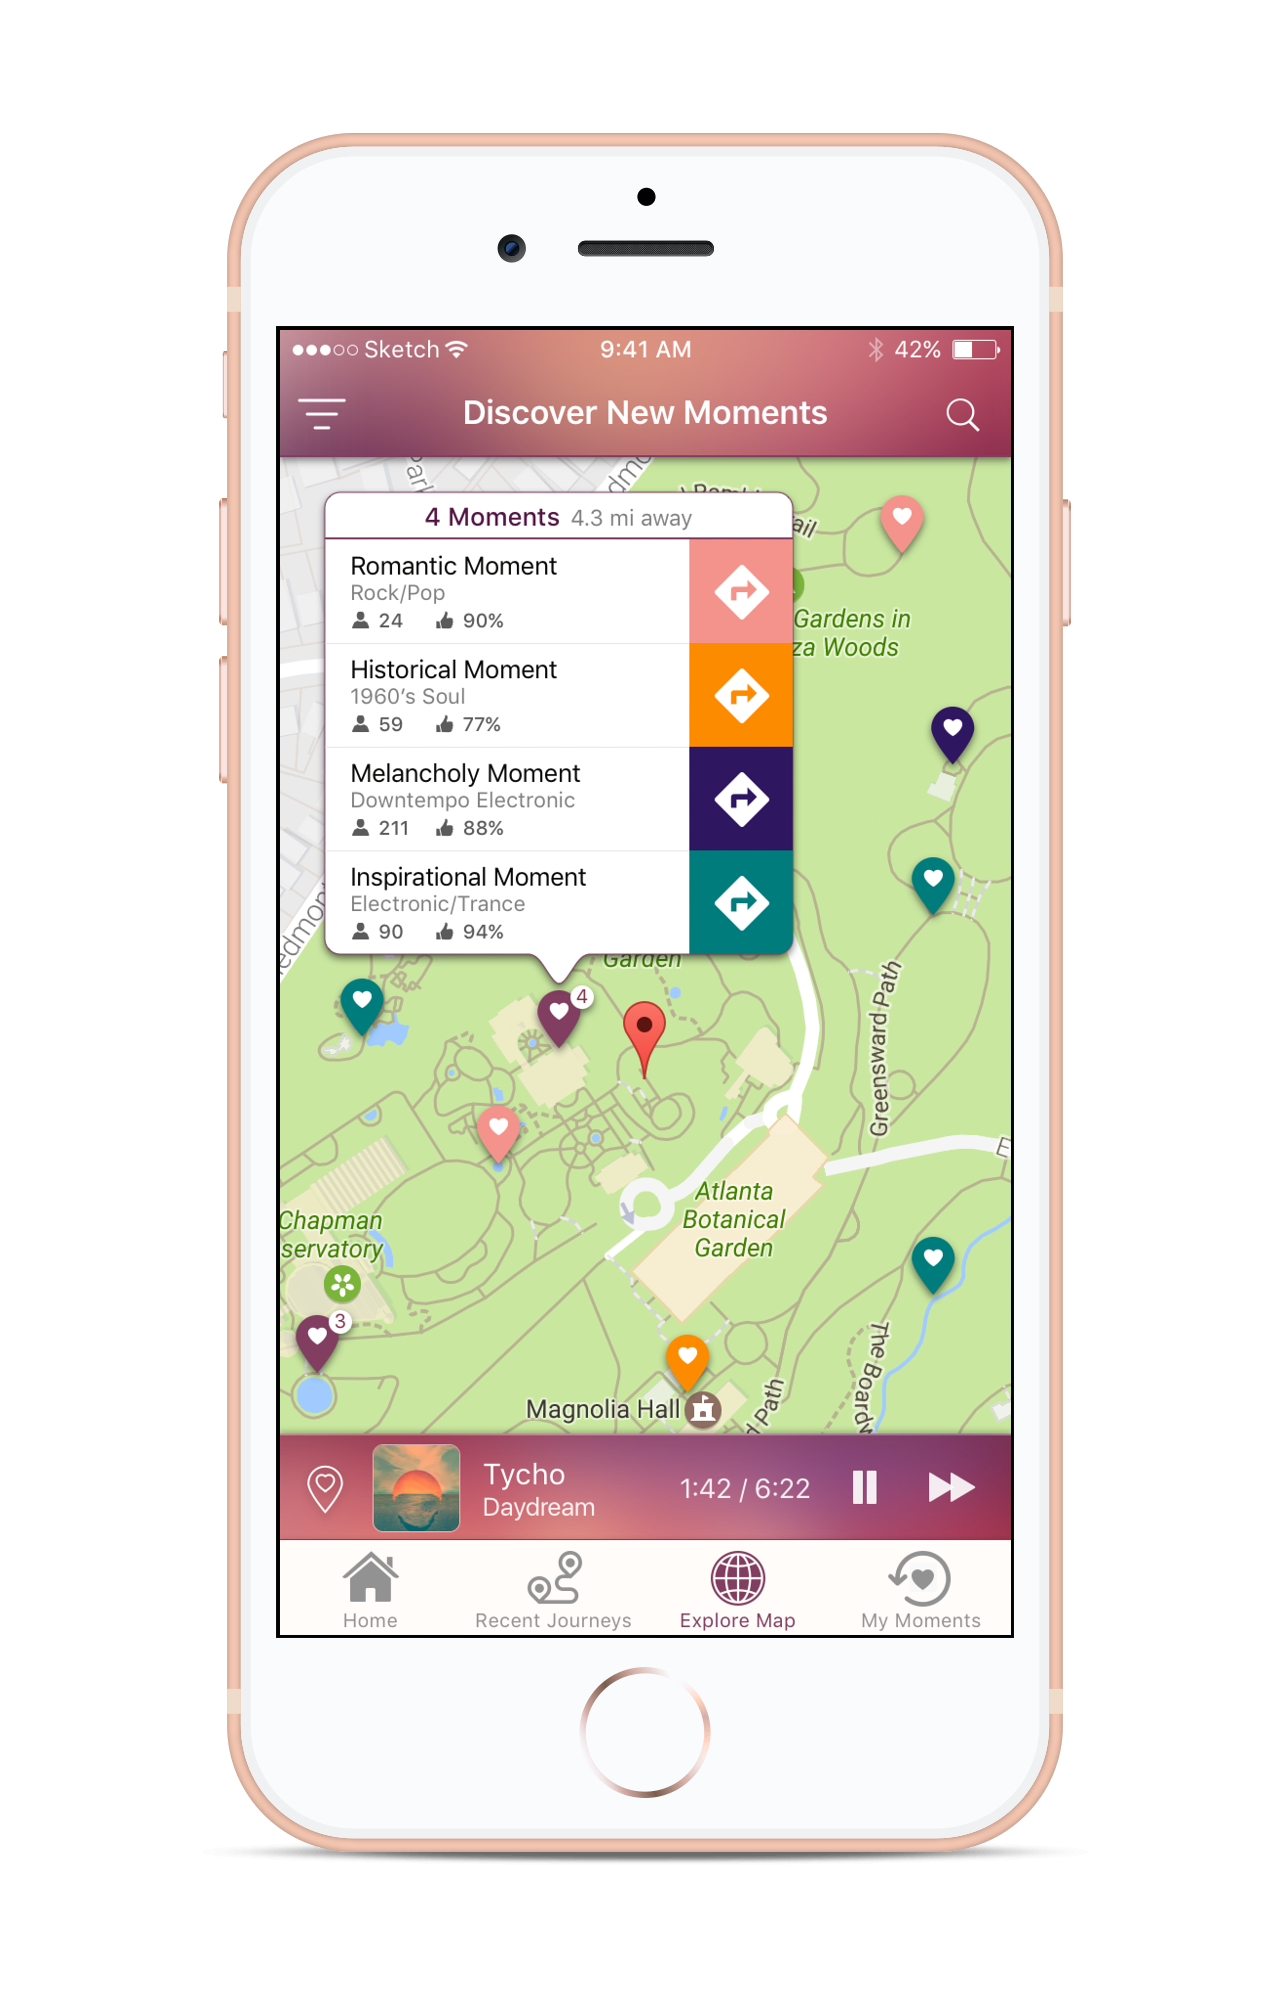 Sketch
9:41 AM
42%
Discover New Moments
4 Moments 4.3 mi away
Romantic Moment
Rock/Pop
24 90%
Historical Moment
1960's Soul
59 77%
Melancholy Moment
Downtempo Electronic
211 88%
Inspirational Moment
Electronic/Trance
90 94%
ail
Gardens in
za Woods
edmont
Garden
4
Greensward Path
E
Atlanta
Botanical
Garden
Chapman
servatory
3
The Boardw
Magnolia Hall
d Path
Tycho
Daydream
1:42 / 6:22
Home
Recent Journeys
Explore Map
My Moments